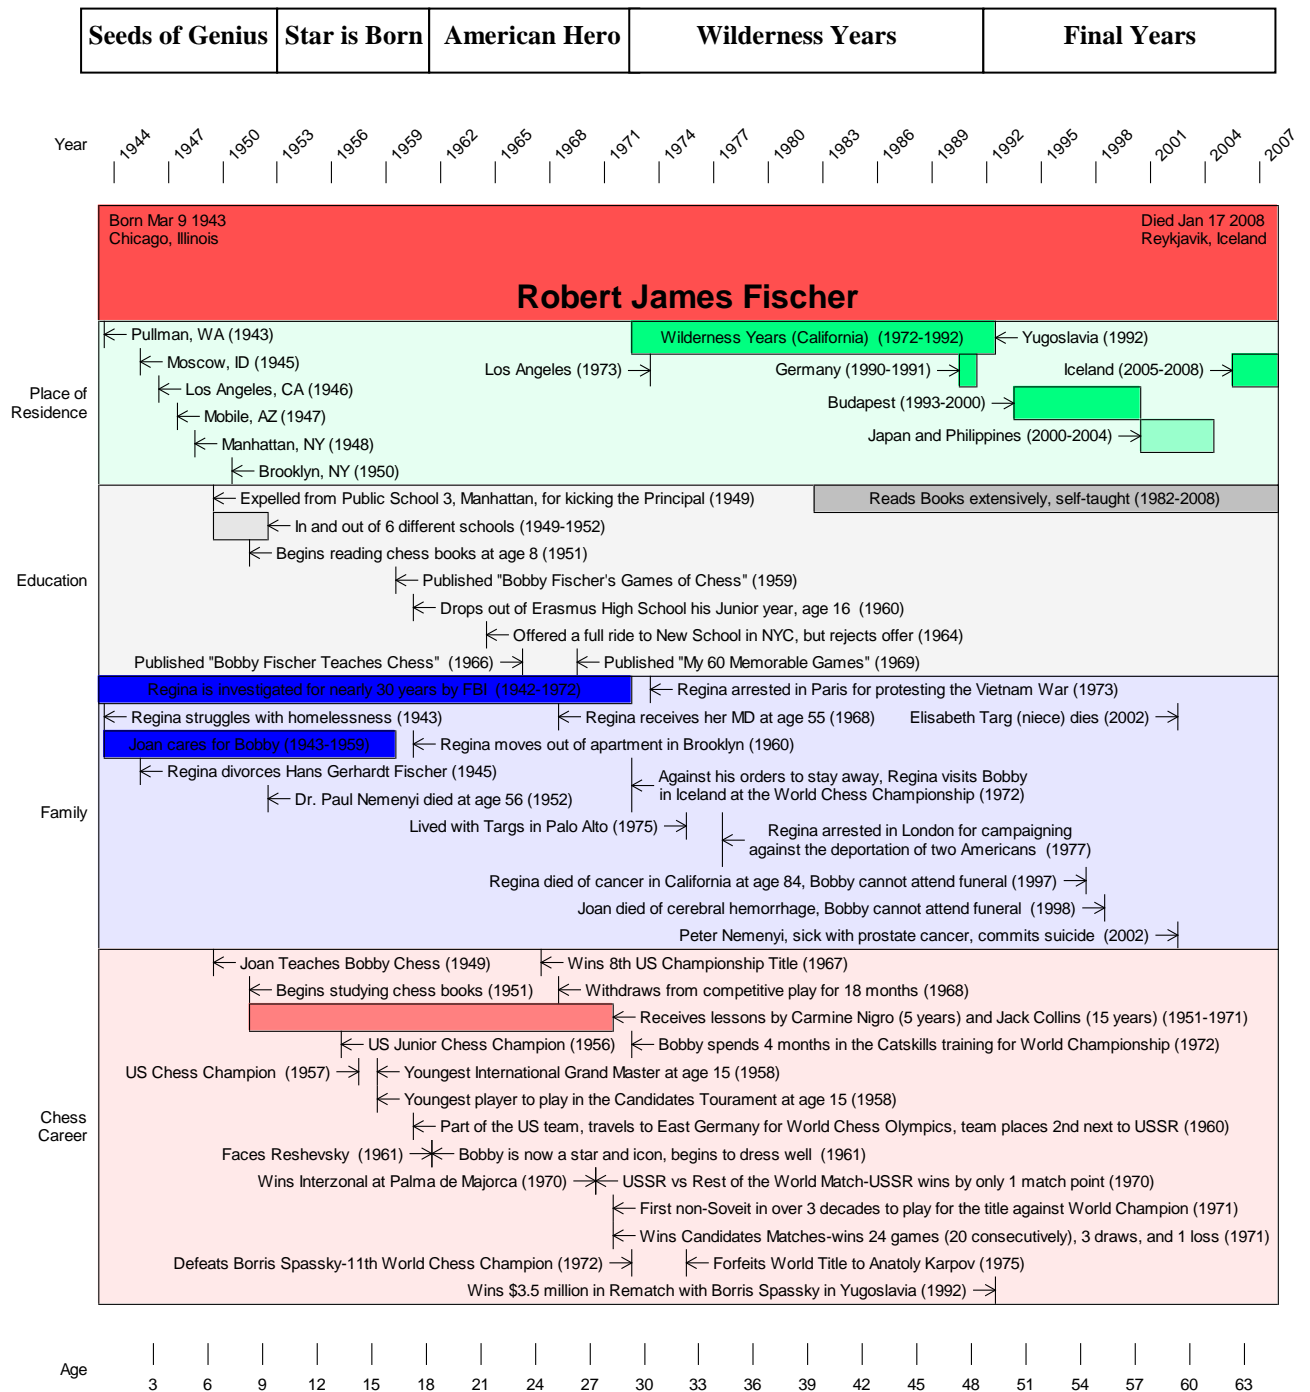 Seeds of Genius Star is Born American Hero Wilderness Years Final Years
Year 1944 1947 1950 1953 1956 1959 1962 1965 1968 1971 1974 1977 1980 1983 1986 1989 1992 1995 1998 2001 2004 2007
Born Mar 9 1943 Died Jan 17 2008
Chicago, Illinois Reykjavik, Iceland
Robert James Fischer
Place of
Residence
Pullman, WA (1943) Wilderness Years (California) (1972-1992) Yugoslavia (1992)
Moscow, ID (1945) Los Angeles (1973) Germany (1990-1991) Iceland (2005-2008)
Los Angeles, CA (1946)
Budapest (1993-2000)
Mobile, AZ (1947)
Japan and Philippines (2000-2004)
Manhattan, NY (1948)
Brooklyn, NY (1950)
Education
Expelled from Public School 3, Manhattan, for kicking the Principal (1949) Reads Books extensively, self-taught (1982-2008)
In and out of 6 different schools (1949-1952)
Begins reading chess books at age 8 (1951)
Published "Bobby Fischer's Games of Chess" (1959)
Drops out of Erasmus High School his Junior year, age 16 (1960)
Offered a full ride to New School in NYC, but rejects offer (1964)
Published "Bobby Fischer Teaches Chess" (1966) Published "My 60 Memorable Games" (1969)
Family
Regina is investigated for nearly 30 years by FBI (1942-1972) Regina arrested in Paris for protesting the Vietnam War (1973)
Regina struggles with homelessness (1943) Regina receives her MD at age 55 (1968) Elisabeth Targ (niece) dies (2002)
Joan cares for Bobby (1943-1959) Regina moves out of apartment in Brooklyn (1960)
Regina divorces Hans Gerhardt Fischer (1945)
Against his orders to stay away, Regina visits Bobby
in Iceland at the World Chess Championship (1972)
Dr. Paul Nemenyi died at age 56 (1952)
Lived with Targs in Palo Alto (1975)
Regina arrested in London for campaigning
against the deportation of two Americans (1977)
Regina died of cancer in California at age 84, Bobby cannot attend funeral (1997)
Joan died of cerebral hemorrhage, Bobby cannot attend funeral (1998)
Peter Nemenyi, sick with prostate cancer, commits suicide (2002)
Chess
Career
Joan Teaches Bobby Chess (1949) Wins 8th US Championship Title (1967)
Begins studying chess books (1951) Withdraws from competitive play for 18 months (1968)
Receives lessons by Carmine Nigro (5 years) and Jack Collins (15 years) (1951-1971)
US Junior Chess Champion (1956) Bobby spends 4 months in the Catskills training for World Championship (1972)
US Chess Champion (1957) Youngest International Grand Master at age 15 (1958)
Youngest player to play in the Candidates Tourament at age 15 (1958)
Part of the US team, travels to East Germany for World Chess Olympics, team places 2nd next to USSR (1960)
Faces Reshevsky (1961) Bobby is now a star and icon, begins to dress well (1961)
Wins Interzonal at Palma de Majorca (1970) USSR vs Rest of the World Match-USSR wins by only 1 match point (1970)
First non-Soveit in over 3 decades to play for the title against World Champion (1971)
Wins Candidates Matches-wins 24 games (20 consecutively), 3 draws, and 1 loss (1971)
Defeats Borris Spassky-11th World Chess Champion (1972) Forfeits World Title to Anatoly Karpov (1975)
Wins $3.5 million in Rematch with Borris Spassky in Yugoslavia (1992)
Age 3 6 9 12 15 18 21 24 27 30 33 36 39 42 45 48 51 54 57 60 63